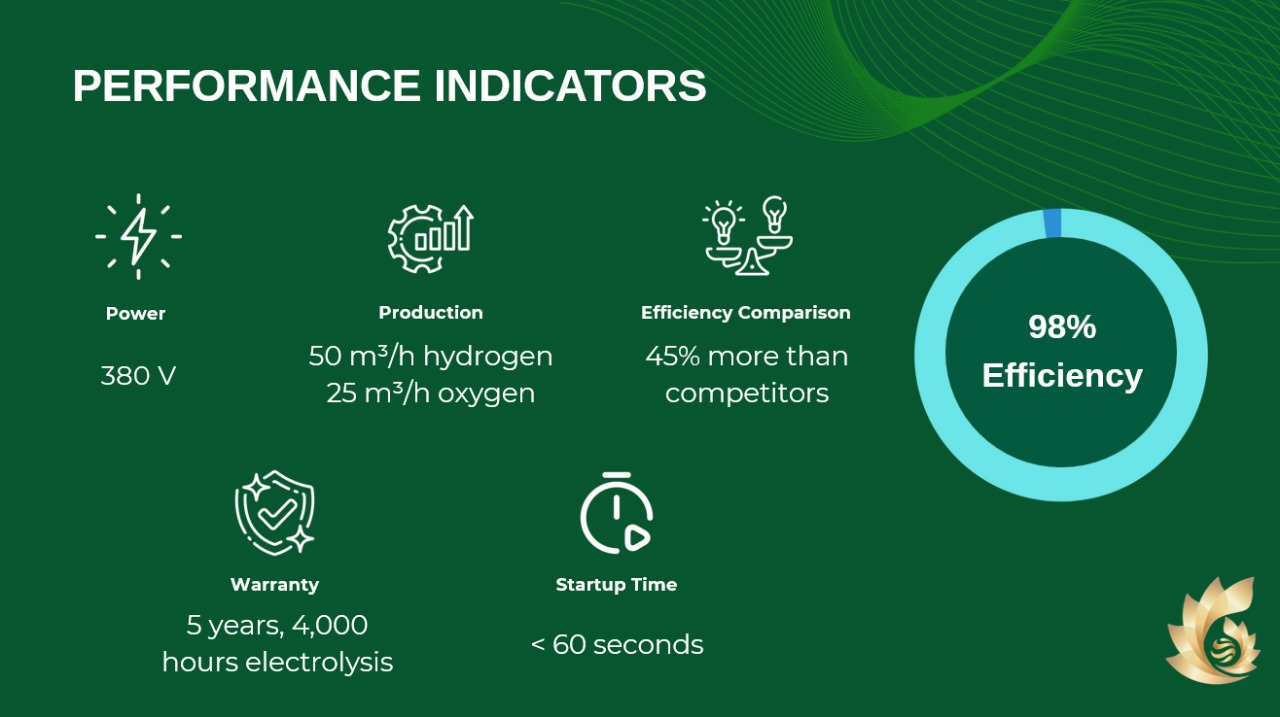 PERFORMANCE INDICATORS
Power
380 V
Production
50 m³/h hydrogen
25 m³/h oxygen
Efficiency Comparison
45% more than
competitors
98%
Efficiency
Warranty
5 years, 4,000
hours electrolysis
Startup Time
< 60 seconds